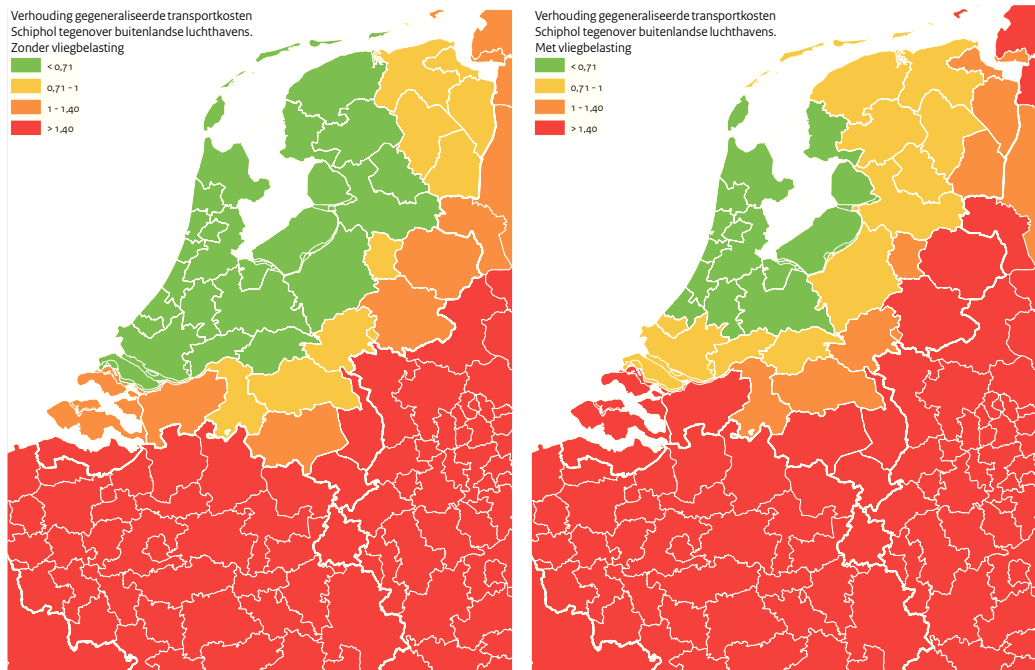 Verhouding gegeneraliseerde transportkosten
Schiphol tegenover buitenlandse luchthavens.
Zonder vliegbelasting
< 0,71
0,71 - 1
1 - 1,40
> 1,40
Verhouding gegeneraliseerde transportkosten
Schiphol tegenover buitenlandse luchthavens.
Met vliegbelasting
< 0,71
0,71 - 1
1 - 1,40
> 1,40